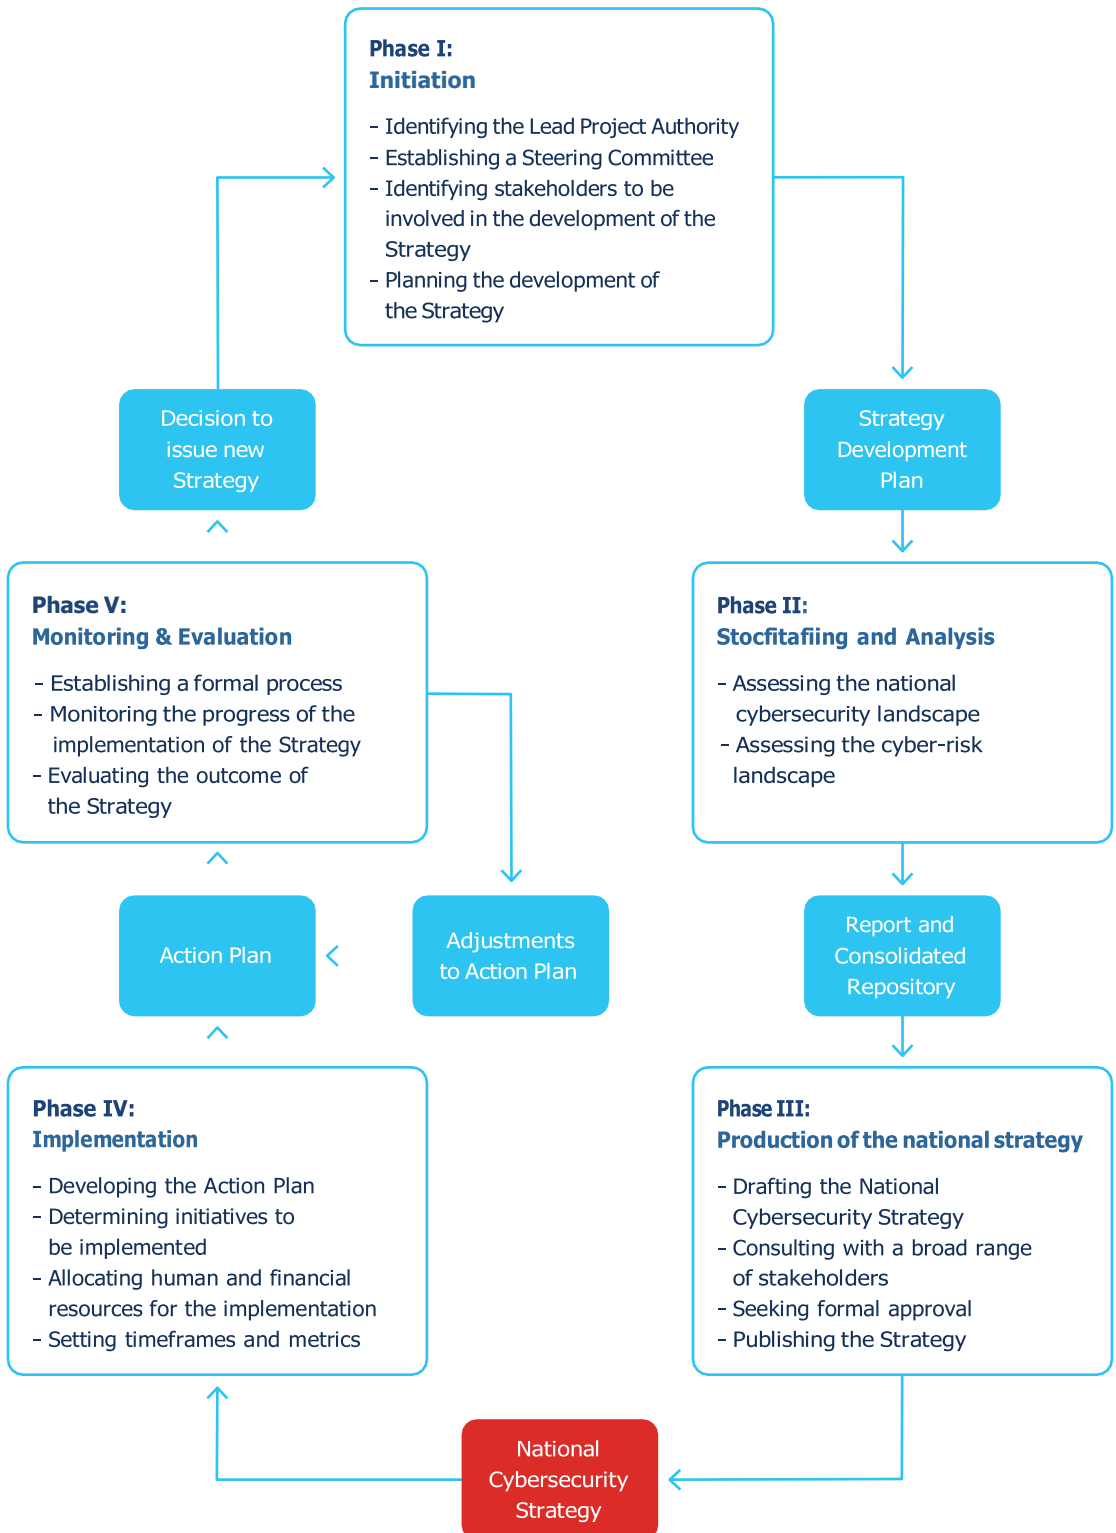 Phase I:
Initiation
– Identifying the Lead Project Authority
– Establishing a Steering Committee
– Identifying stakeholders to be
involved in the development of the
Strategy
– Planning the development of
the Strategy
Decision to
issue new
Strategy
Strategy
Development
Plan
Phase V:
Monitoring & Evaluation
– Establishing a formal process
– Monitoring the progress of the
implementation of the Strategy
– Evaluating the outcome of
the Strategy
Phase II:
Stocfitafiing and Analysis
– Assessing the national
cybersecurity landscape
– Assessing the cyber-risk
landscape
Action Plan
Adjustments
to Action Plan
Report and
Consolidated
Repository
Phase IV:
Implementation
– Developing the Action Plan
– Determining initiatives to
be implemented
– Allocating human and financial
resources for the implementation
– Setting timeframes and metrics
Phase III:
Production of the national strategy
– Drafting the National
Cybersecurity Strategy
– Consulting with a broad range
of stakeholders
– Seeking formal approval
– Publishing the Strategy
National
Cybersecurity
Strategy